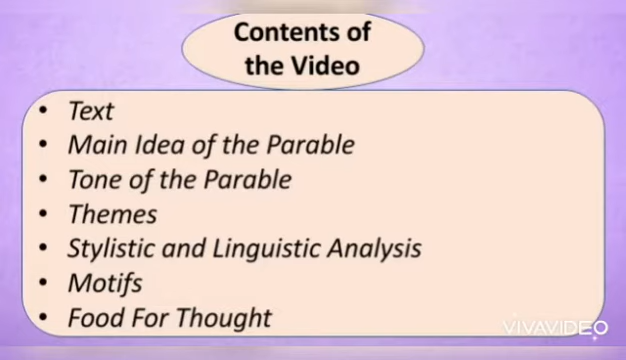 Contents of
the Video
• Text
• Main Idea of the Parable
• Tone of the Parable
• Themes
• Stylistic and Linguistic Analysis
• Motifs
• Food For Thought
VIVAVIDEO